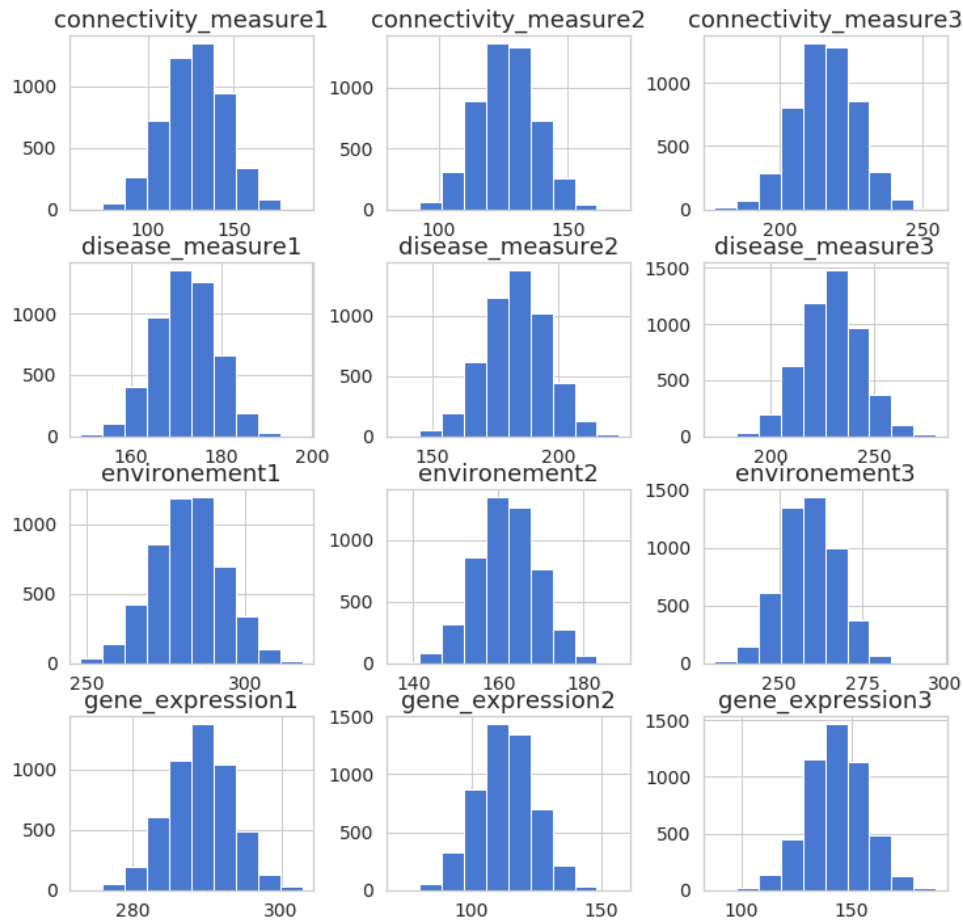 connectivity_measure1 connectivity_measure2 connectivity_measure3
1000 1000 1000
500 500 500
0 0 0
100 150 100 150 200 250
disease_measure1 disease_measure2 disease_measure3
1500
1000 1000 1000
500 500 500
0 0 0
160 180 200 150 200 200 250
environement1 environement2 environement3
1500
1000 1000 1000
500 500 500
0 0 0
250 300 140 160 180 250 275 300
gene_expression1 gene_expression2 gene_expression3
1500 1500
1000 1000 1000
500 500 500
0 0 0
280 300 100 150 100 150